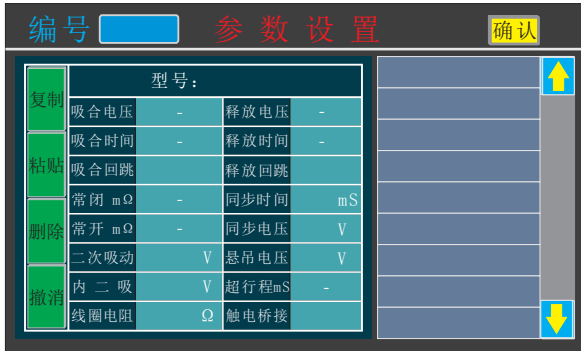 编号 参数设置 确认
型号：
复制
粘贴
删除
撤消
吸合电压 - 释放电压 -
吸合时间 - 释放时间 -
吸合回跳 释放回跳
常闭 mΩ - 同步时间 mS
常开 mΩ - 同步电压 V
二次吸动 V 悬吊电压 V
内二吸 V 超行程mS -
线圈电阻 Ω 触电桥接